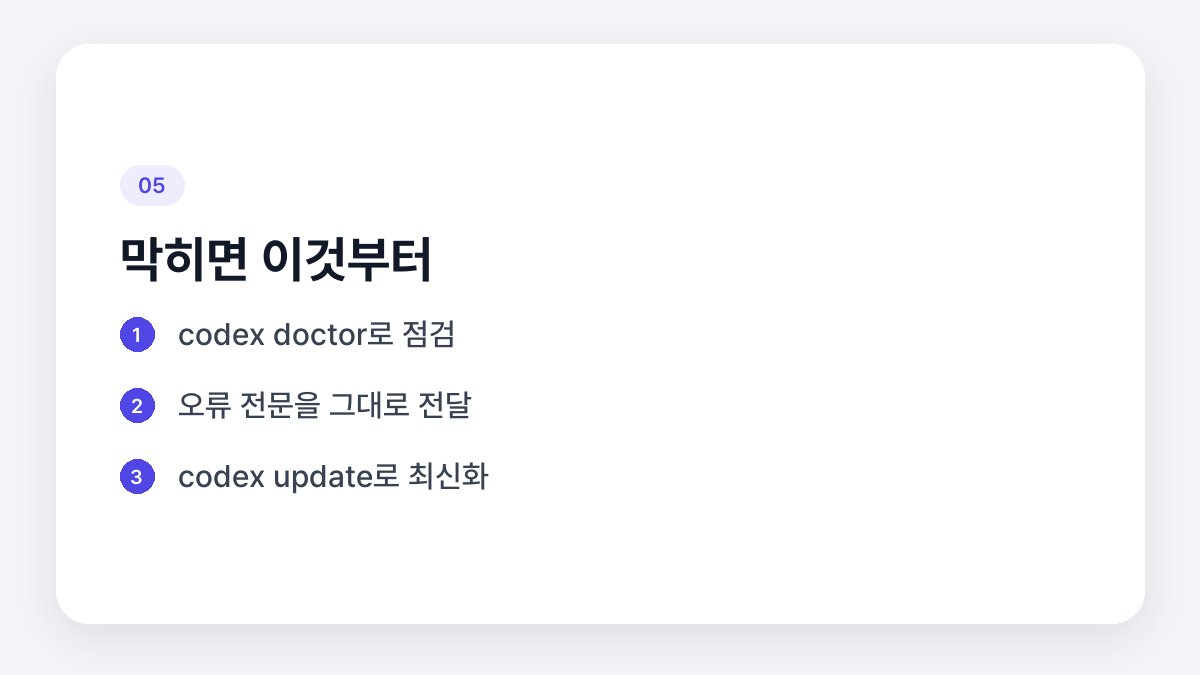 05
막히면 이것부터
1 codex doctor로 점검
2 오류 전문을 그대로 전달
3 codex update로 최신화